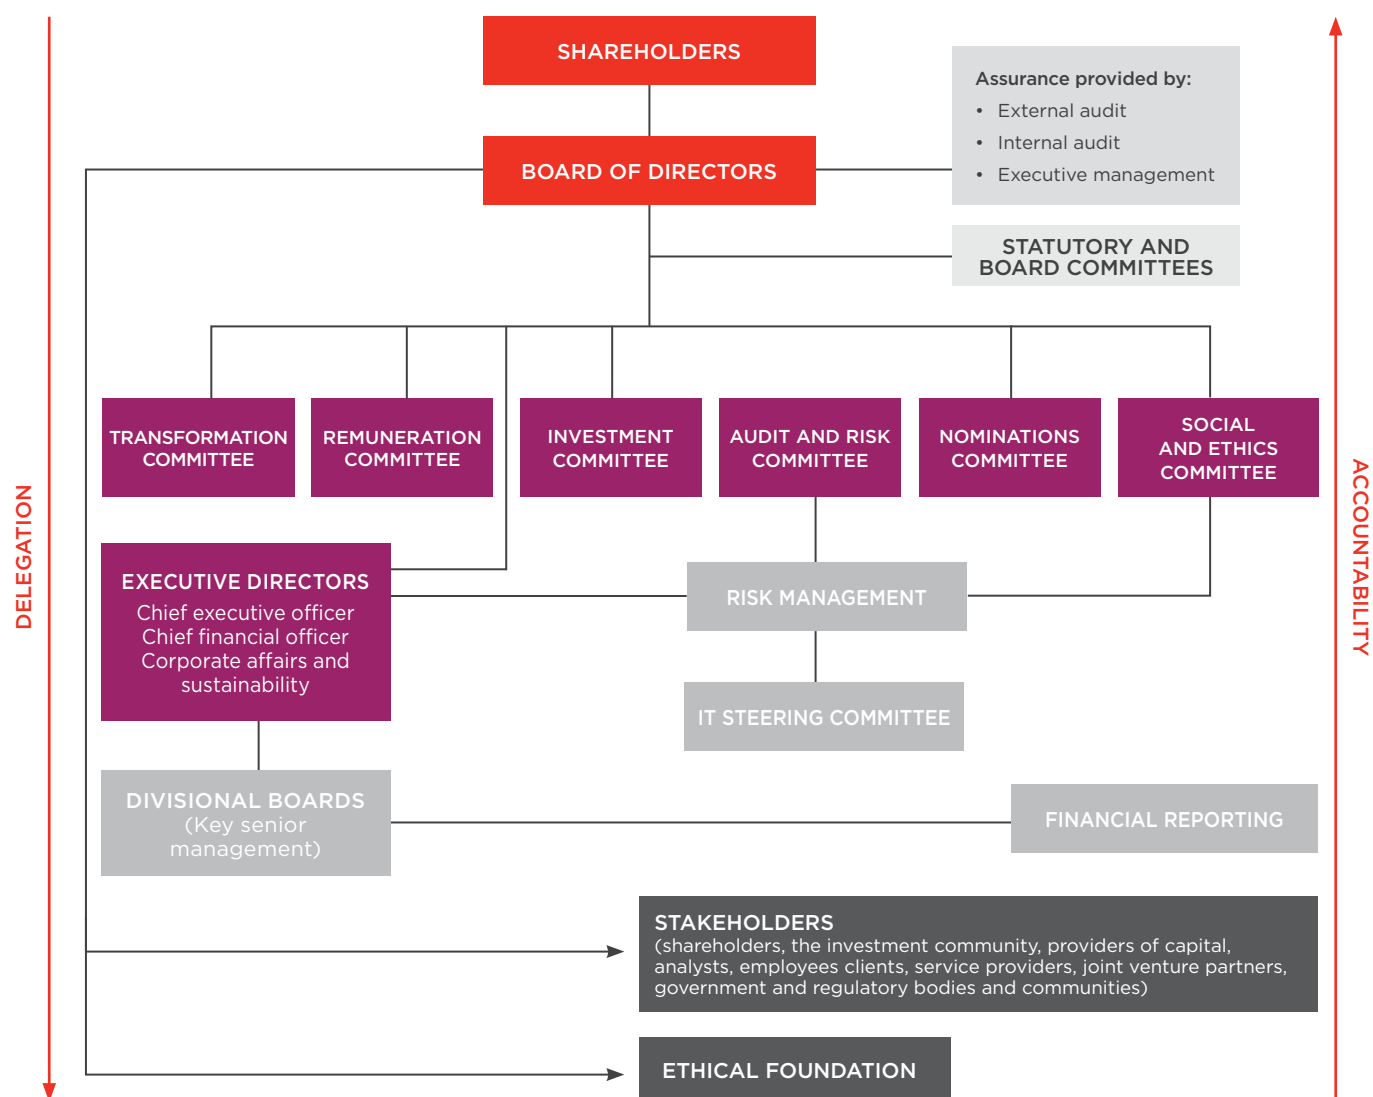 SHAREHOLDERS
Assurance provided by:
• External audit
• Internal audit
• Executive management
BOARD OF DIRECTORS
STATUTORY AND
BOARD COMMITTEES
TRANSFORMATION
COMMITTEE
REMUNERATION
COMMITTEE
INVESTMENT
COMMITTEE
AUDIT AND RISK
COMMITTEE
NOMINATIONS
COMMITTEE
SOCIAL
AND ETHICS
COMMITTEE
DELEGATION
ACCOUNTABILITY
EXECUTIVE DIRECTORS
Chief executive officer
Chief financial officer
Corporate affairs and
sustainability
RISK MANAGEMENT
IT STEERING COMMITTEE
DIVISIONAL BOARDS
(Key senior
management)
FINANCIAL REPORTING
STAKEHOLDERS
(shareholders, the investment community, providers of capital,
analysts, employees clients, service providers, joint venture partners,
government and regulatory bodies and communities)
ETHICAL FOUNDATION